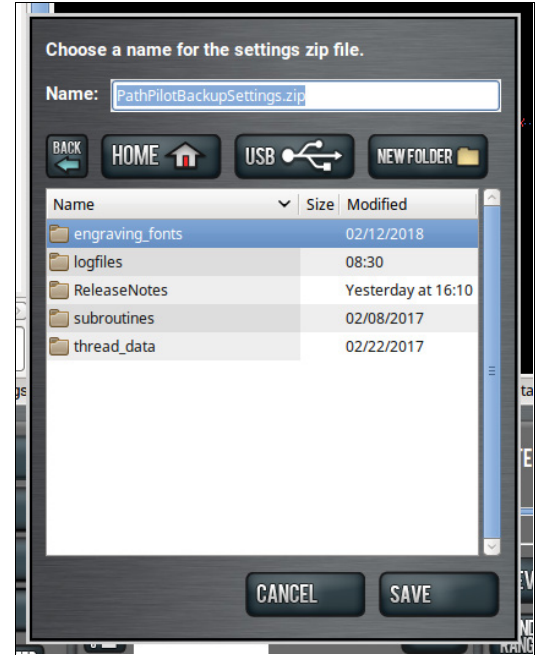 Choose a name for the settings zip file.
Name: PathPilotBackupSettings.zip
BACK HOME USB NEW FOLDER
Name Size Modified
engraving_fonts 02/12/2018
logfiles 08:30
ReleaseNotes Yesterday at 16:10
subroutines 02/08/2017
thread_data 02/22/2017
CANCEL SAVE